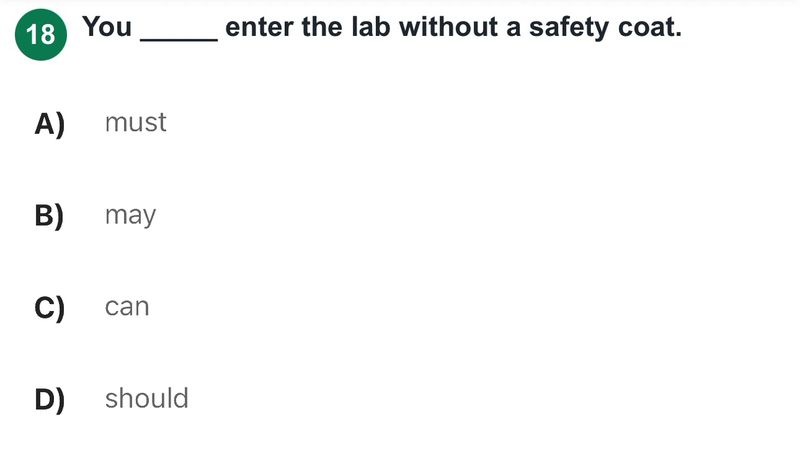 18 You _____ enter the lab without a safety coat.
A) must
B) may
C) can
D) should